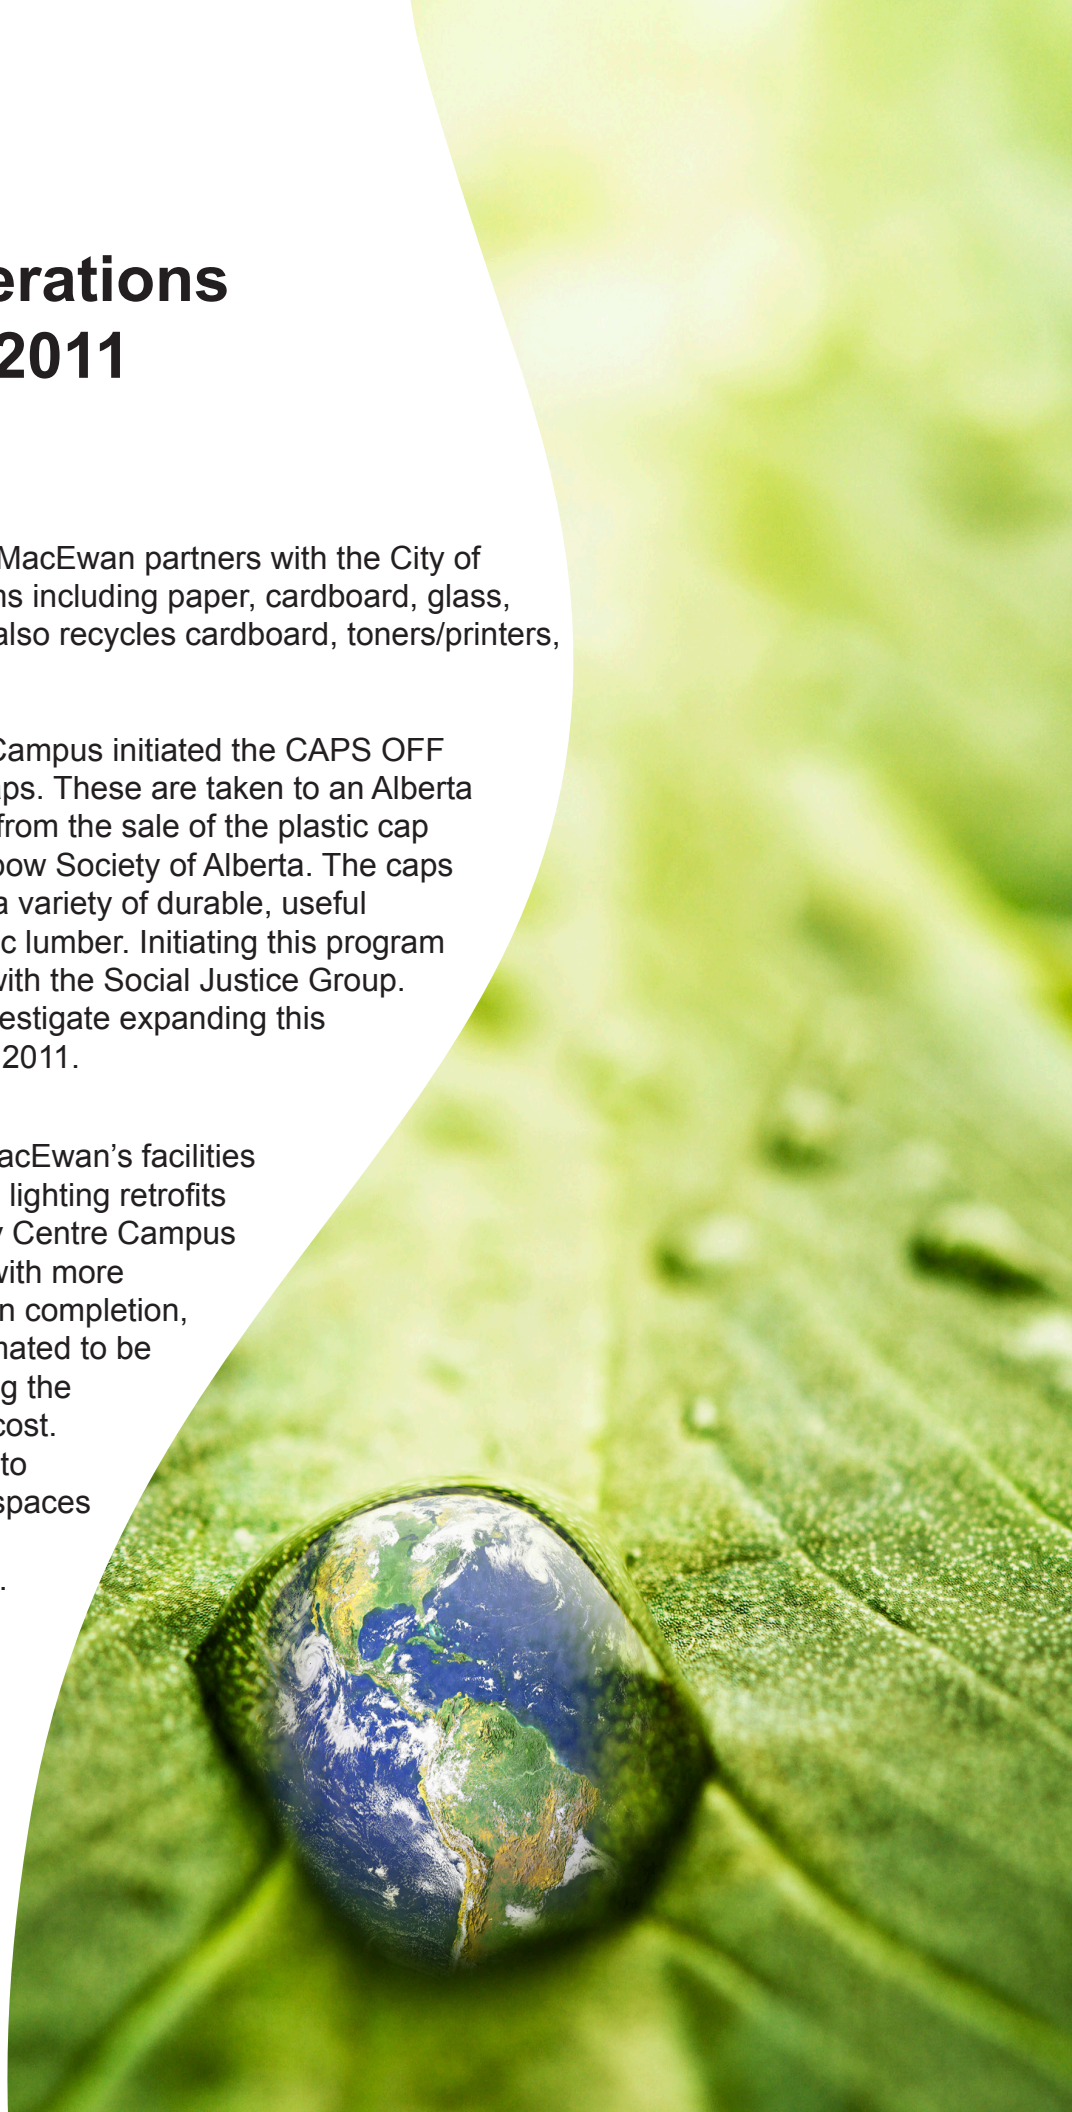 erations
2011
MacEwan partners with the City of
ns including paper, cardboard, glass,
also recycles cardboard, toners/printers,
Campus initiated the CAPS OFF
aps. These are taken to an Alberta
from the sale of the plastic cap
bow Society of Alberta. The caps
a variety of durable, useful
c lumber. Initiating this program
with the Social Justice Group.
estigate expanding this
2011.
acEwan’s facilities
lighting retrofits
y Centre Campus
with more
n completion,
nated to be
g the
cost.
to
spaces
.